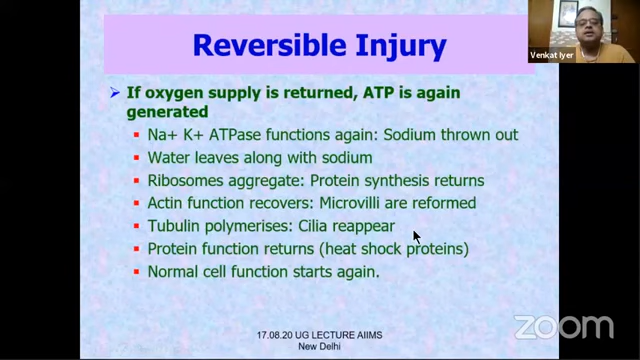 Reversible Injury
Venkat Iyer
If oxygen supply is returned, ATP is again
generated
Na+ K+ ATPase functions again: Sodium thrown out
Water leaves along with sodium
Ribosomes aggregate: Protein synthesis returns
Actin function recovers: Microvilli are reformed
Tubulin polymerises: Cilia reappear
Protein function returns (heat shock proteins)
Normal cell function starts again.
17.08.20 UG LECTURE AIIMS
New Delhi
zoom